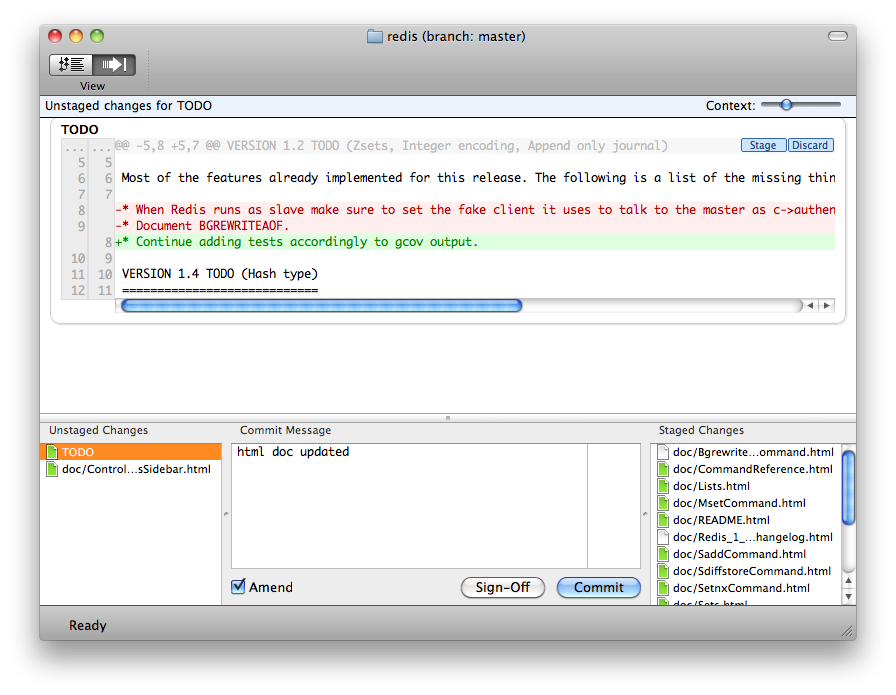 redis (branch: master)
View
Unstaged changes for TODO
Context:
TODO
... ... @@ -5,8 +5,7 @@ VERSION 1.2 TODO (Zsets, Integer encoding, Append only journal)
Stage Discard
5 5
6 6 Most of the features already implemented for this release. The following is a list of the missing thin
7 7
8 -* When Redis runs as slave make sure to set the fake client it uses to talk to the master as c->authen
9 -* Document BGREWRITEAOF.
8 +* Continue adding tests accordingly to gcov output.
10 9
11 10 VERSION 1.4 TODO (Hash type)
12 11 ============================
Unstaged Changes
TODO
doc/Control...sSidebar.html
Commit Message
html doc updated
Amend
Sign-Off
Commit
Staged Changes
doc/Bgrewrite...ommand.html
doc/CommandReference.html
doc/Lists.html
doc/MsetCommand.html
doc/README.html
doc/Redis_1_...hangelog.html
doc/SaddCommand.html
doc/SdiffstoreCommand.html
doc/SetnxCommand.html
doc/Sets.html
Ready